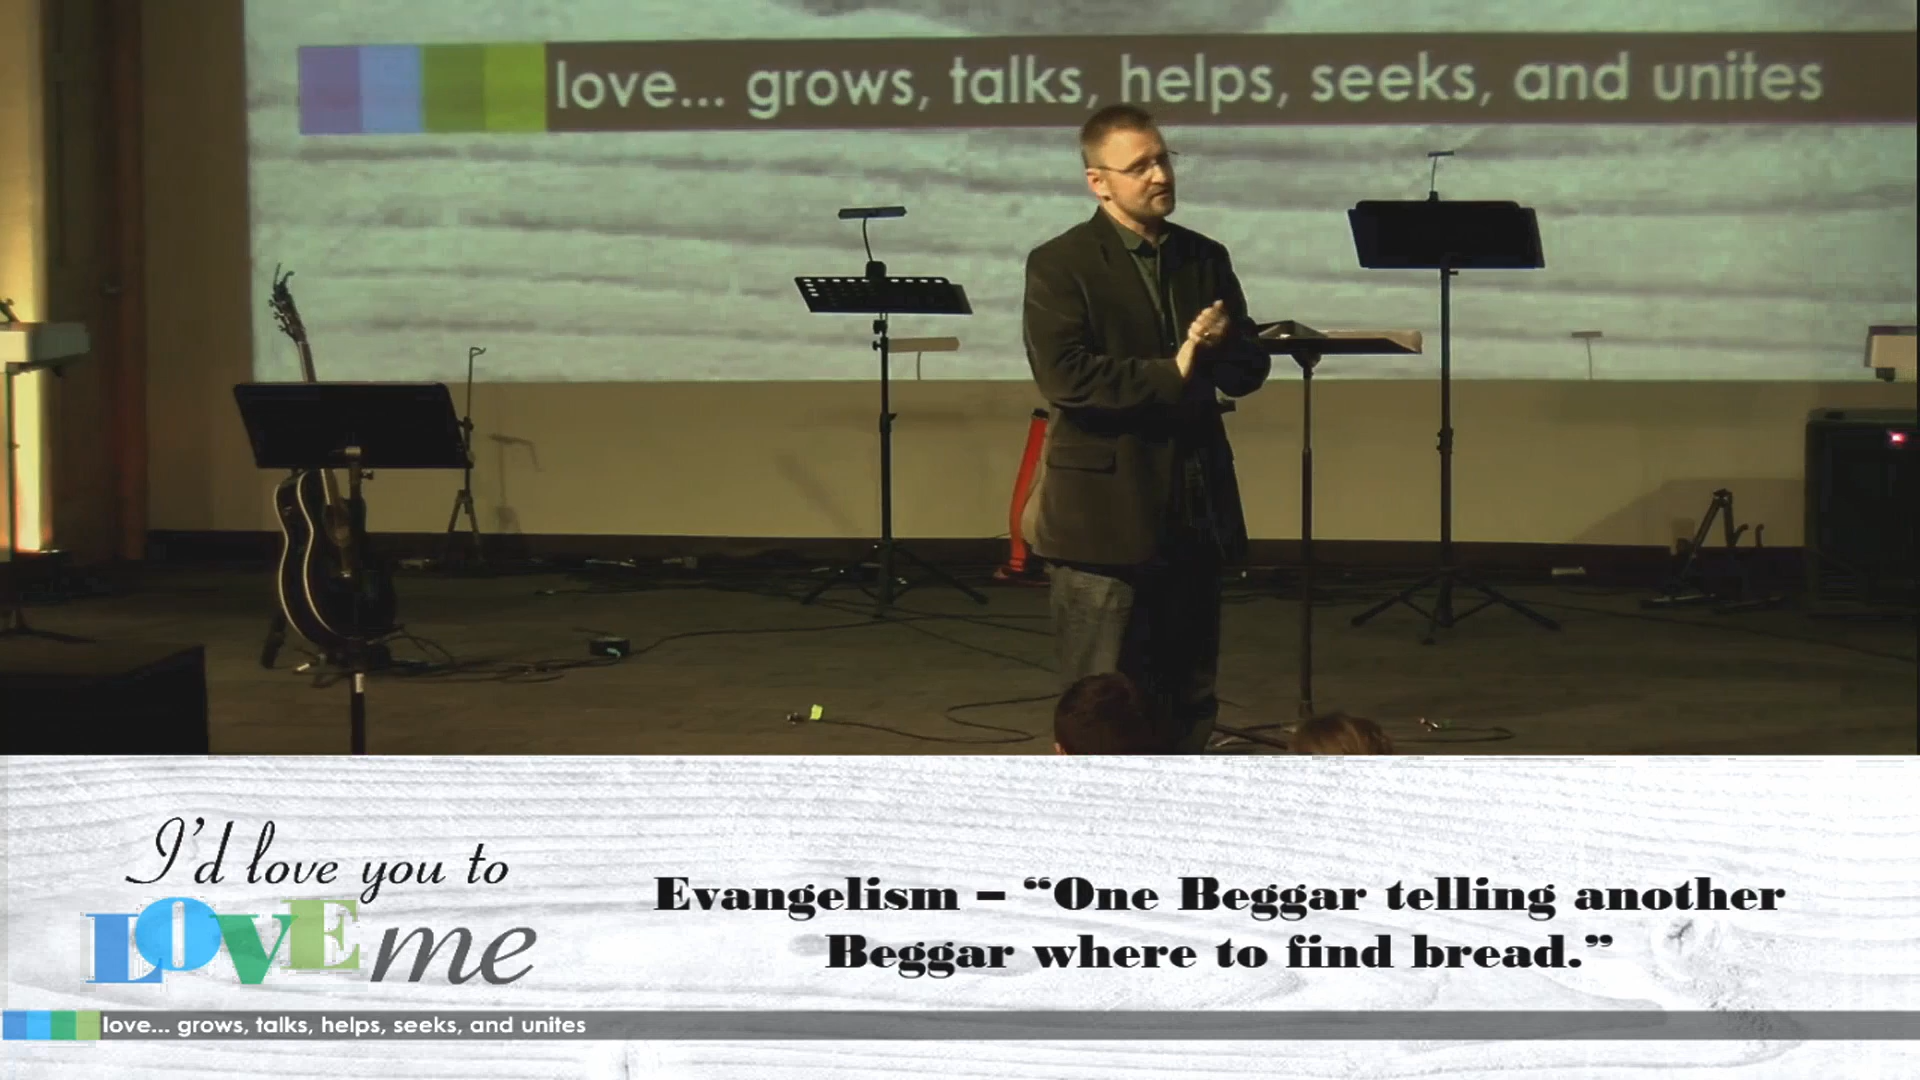 love... grows, talks, helps, seeks, and unites
I'd love you to
LOVE me
Evangelism – “One Beggar telling another
Beggar where to find bread.”
love... grows, talks, helps, seeks, and unites